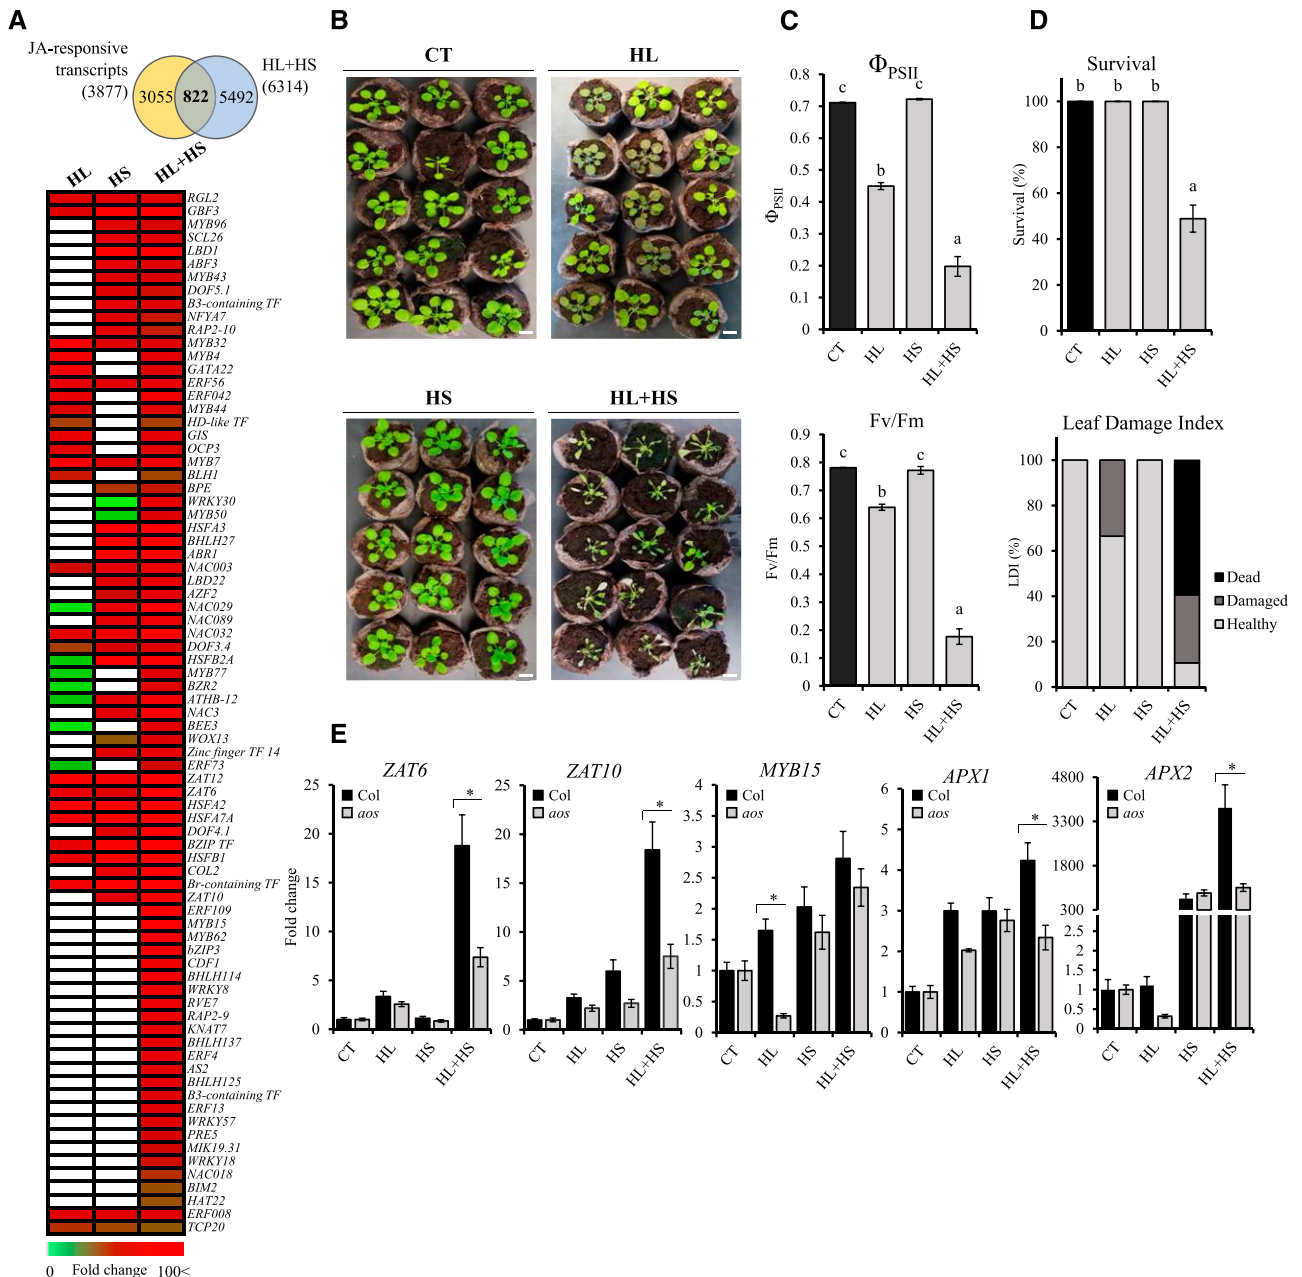 A
JA-responsive
transcripts
(3877)
3055
822
5492
HL+HS
(6314)
HL
HS
HL+HS
RGL2
GBF3
MYB96
SCL26
LBD1
ABF3
MYB43
DOF5.1
B3-containing TF
NFYA7
RAP2-10
MYB32
MYB4
GATA22
ERF56
ERF042
MYB44
HD-like TF
GIS
OCP3
MYB7
BLH1
BPE
WRKY30
MYB50
HSFA3
BHLH27
ABR1
NAC003
LBD22
AZF2
NAC029
NAC089
NAC032
DOF3.4
HSFB2A
MYB77
BZR2
ATHB-12
NAC3
BEE3
WOX13
Zinc finger TF 14
ERF73
ZAT12
ZAT6
HSFA2
HSFA7A
DOF4.1
BZIP TF
HSFB1
COL2
Br-containing TF
ZAT10
ERF109
MYB15
MYB62
bZIP3
CDF1
BHLH114
WRKY8
RVE7
RAP2-9
KNAT7
BHLH137
ERF4
AS2
BHLH125
B3-containing TF
ERF13
WRKY57
PRE5
MIK19.31
WRKY18
NAC018
BIM2
HAT22
ERF008
TCP20
0 Fold change 100<
B
CT
HL
HS
HL+HS
C
ΦPSII
ΦPSII
0.8
0.7
0.6
0.5
0.4
0.3
0.2
0.1
0
c
b
c
a
CT
HL
HS
HL+HS
Fv/Fm
Fv/Fm
0.9
0.8
0.7
0.6
0.5
0.4
0.3
0.2
0.1
0
c
b
c
a
CT
HL
HS
HL+HS
D
Survival
Survival (%)
100
80
60
40
20
0
b
b
b
a
CT
HL
HS
HL+HS
Leaf Damage Index
LDI (%)
100
80
60
40
20
0
CT
HL
HS
HL+HS
Dead
Damaged
Healthy
E
Fold change
ZAT6
25
20
15
10
5
0
Col
aos
*
CT
HL
HS
HL+HS
ZAT10
25
20
15
10
5
0
Col
aos
*
CT
HL
HS
HL+HS
MYB15
4
3.5
3
2.5
2
1.5
1
0.5
0
*
CT
HL
HS
HL+HS
APX1
6
5
4
3
2
1
0
Col
aos
*
CT
HL
HS
HL+HS
APX2
4800
3300
1800
300
2.5
2
1.5
1
0.5
0
Col
aos
*
CT
HL
HS
HL+HS